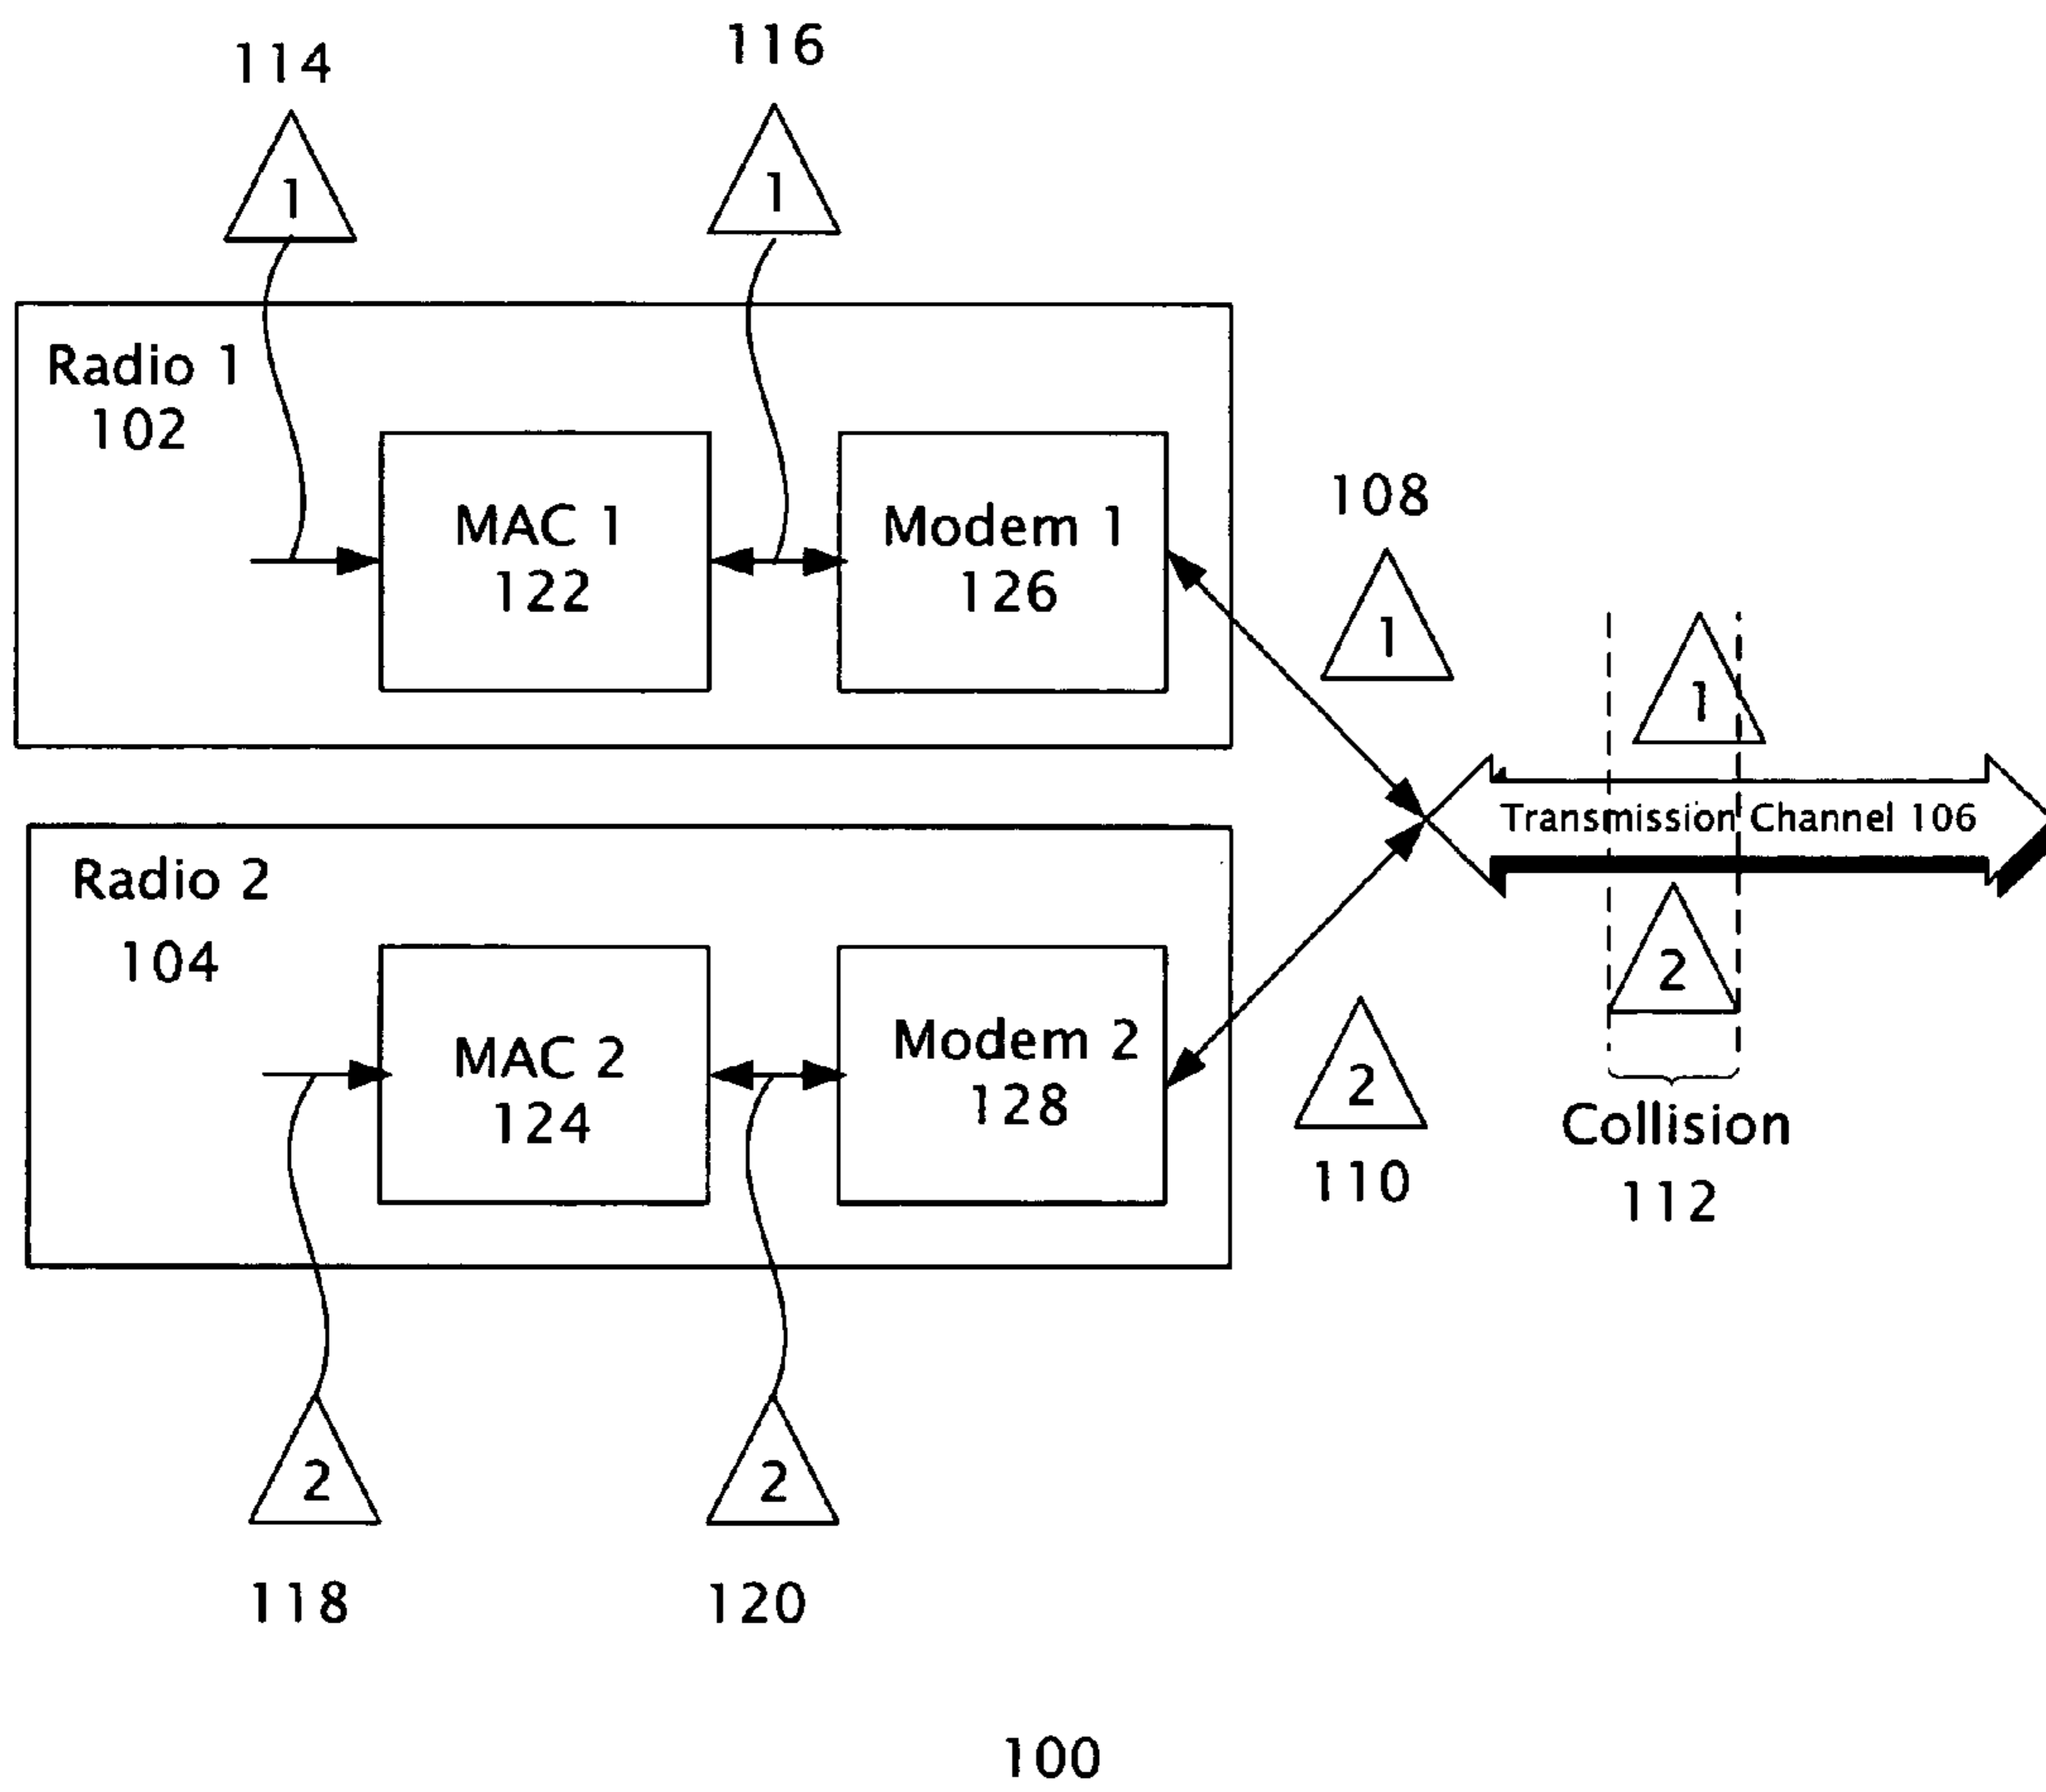 114
116
1
1
Radio 1
102
MAC 1
122
Modem 1
126
108
1
1
Transmission Channel 106
Radio 2
104
MAC 2
124
Modem 2
128
2
2
110
Collision
112
2
2
118
120
100